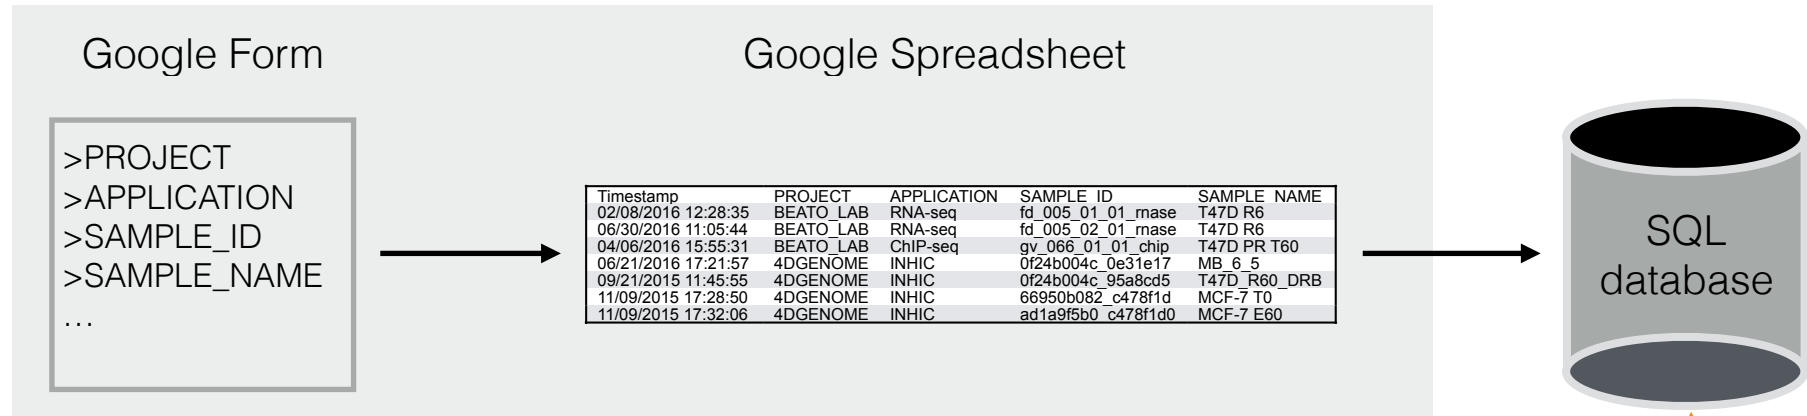 Google Form
Google Spreadsheet
>PROJECT
>APPLICATION
>SAMPLE_ID
>SAMPLE_NAME
...
Timestamp PROJECT APPLICATION SAMPLE_ID SAMPLE_NAME
02/08/2016 12:28:35 BEATO_LAB RNA-seq fd_005_01_01_rnase T47D R6
06/30/2016 11:05:44 BEATO_LAB RNA-seq fd_005_02_01_rnase T47D R6
04/06/2016 15:55:31 BEATO_LAB ChIP-seq gv_066_01_01_chip T47D PR T60
06/21/2016 17:21:57 4DGENOME INHIC 0f24b004c_0e31e17 MB_6_5
09/21/2015 11:45:55 4DGENOME INHIC 0f24b004c_95a8cd5 T47D_R60_DRB
11/09/2015 17:28:50 4DGENOME INHIC 66950b082_c478f1d MCF-7 T0
11/09/2015 17:32:06 4DGENOME INHIC ad1a9f5b0_c478f1d0 MCF-7 E60
SQL
database